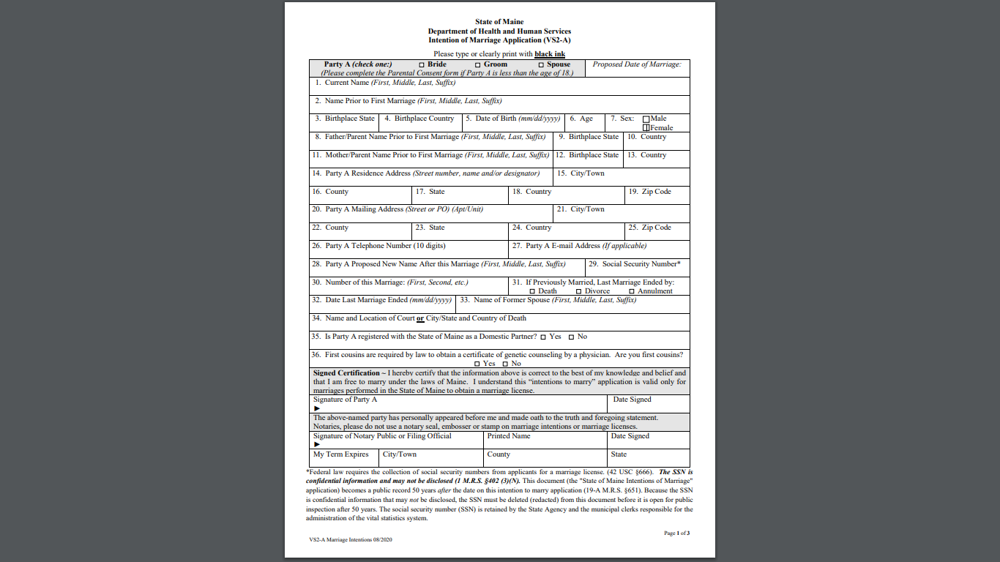 State of Maine
Department of Health and Human Services
Intention of Marriage Application (VS2-A)
Please type or clearly print with black ink
Party A (check one:) ☐ Bride ☐ Groom ☐ Spouse
Proposed Date of Marriage:
(Please complete the Parental Consent form if Party A is less than the age of 18.)
1. Current Name (First, Middle, Last, Suffix)
2. Name Prior to First Marriage (First, Middle, Last, Suffix)
3. Birthplace State 4. Birthplace Country 5. Date of Birth (mm/dd/yyyy) 6. Age 7. Sex: ☐ Male
☐ Female
8. Father/Parent Name Prior to First Marriage (First, Middle, Last, Suffix) 9. Birthplace State 10. Country
11. Mother/Parent Name Prior to First Marriage (First, Middle, Last, Suffix) 12. Birthplace State 13. Country
14. Party A Residence Address (Street number, name and/or designator) 15. City/Town
16. County 17. State 18. Country 19. Zip Code
20. Party A Mailing Address (Street or PO) (Apt/Unit) 21. City/Town
22. County 23. State 24. Country 25. Zip Code
26. Party A Telephone Number (10 digits) 27. Party A E-mail Address (If applicable)
28. Party A Proposed New Name After this Marriage (First, Middle, Last, Suffix) 29. Social Security Number*
30. Number of this Marriage: (First, Second, etc.) 31. If Previously Married, Last Marriage Ended by:
☐ Death ☐ Divorce ☐ Annulment
32. Date Last Marriage Ended (mm/dd/yyyy) 33. Name of Former Spouse (First, Middle, Last, Suffix)
34. Name and Location of Court or City/State and Country of Death
35. Is Party A registered with the State of Maine as a Domestic Partner? ☐ Yes ☐ No
36. First cousins are required by law to obtain a certificate of genetic counseling by a physician. Are you first cousins?
☐ Yes ☐ No
Signed Certification ~ I hereby certify that the information above is correct to the best of my knowledge and belief and
that I am free to marry under the laws of Maine. I understand this “intentions to marry” application is valid only for
marriages performed in the State of Maine to obtain a marriage license.
Signature of Party A Date Signed
▶
The above-named party has personally appeared before me and made oath to the truth and foregoing statement.
Notaries, please do not use a notary seal, embosser or stamp on marriage intentions or marriage licenses.
Signature of Notary Public or Filing Official Printed Name Date Signed
▶
My Term Expires City/Town County State
*Federal law requires the collection of social security numbers from applicants for a marriage license. (42 USC §666). The SSN is
confidential information and may not be disclosed (1 M.R.S. §402 (3)(N). This document (the "State of Maine Intentions of Marriage"
application) becomes a public record 50 years after the date on this intention to marry application (19-A M.R.S. §651). Because the SSN
is confidential information that may not be disclosed, the SSN must be deleted (redacted) from this document before it is open for public
inspection after 50 years. The social security number (SSN) is retained by the State Agency and the municipal clerks responsible for the
administration of the vital statistics system.
Page 1 of 3
VS2-A Marriage Intentions 08/2020